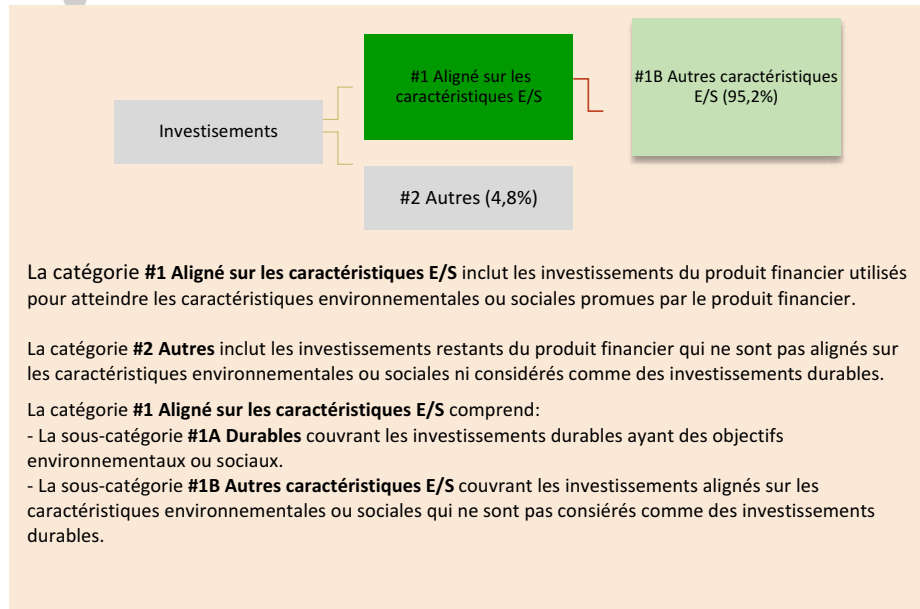 #1 Aligné sur les
caractéristiques E/S
#1B Autres caractéristiques
E/S (95,2%)
Investisements
#2 Autres (4,8%)
La catégorie #1 Aligné sur les caractéristiques E/S inclut les investissements du produit financier utilisés
pour atteindre les caractéristiques environnementales ou sociales promues par le produit financier.
La catégorie #2 Autres inclut les investissements restants du produit financier qui ne sont pas alignés sur
les caractéristiques environnementales ou sociales ni considérés comme des investissements durables.
La catégorie #1 Aligné sur les caractéristiques E/S comprend:
- La sous-catégorie #1A Durables couvrant les investissements durables ayant des objectifs
environnementaux ou sociaux.
- La sous-catégorie #1B Autres caractéristiques E/S couvrant les investissements alignés sur les
caractéristiques environnementales ou sociales qui ne sont pas consiérés comme des investissements
durables.